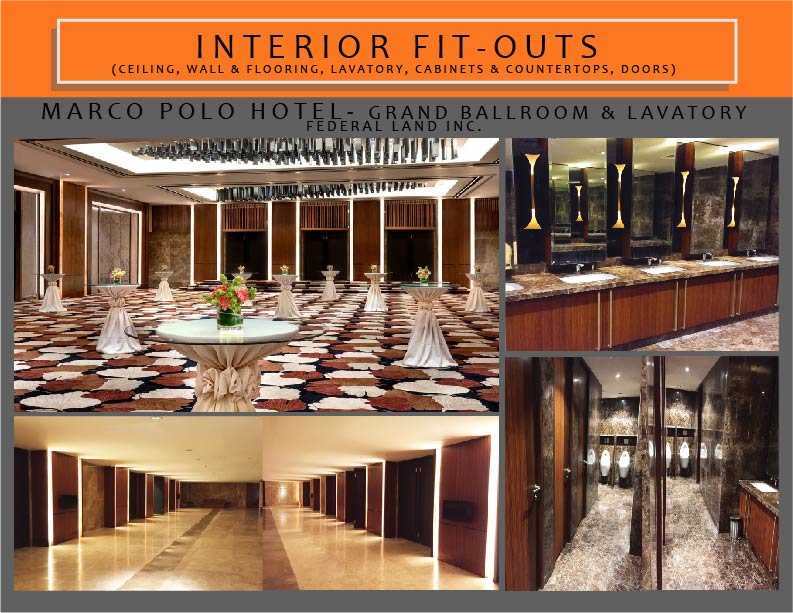 INTERIOR FIT-OUTS
(CEILING, WALL & FLOORING, LAVATORY, CABINETS & COUNTERTOPS, DOORS)
MARCO POLO HOTEL- GRAND BALLROOM & LAVATORY
FEDERAL LAND INC.